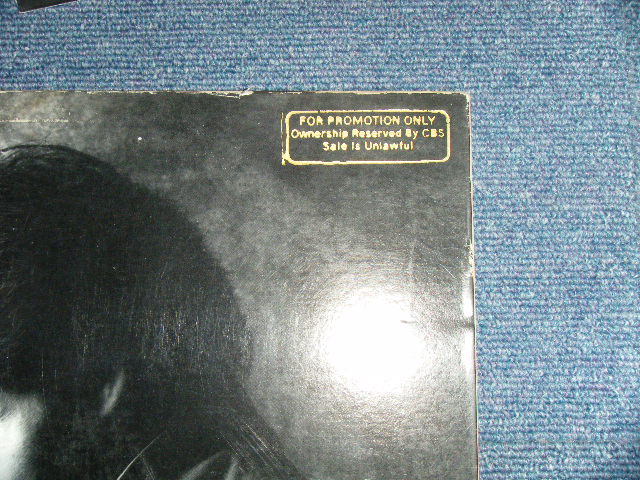 FOR PROMOTION ONLY
Ownership Reserved By CBS
Sale Is Unlawful